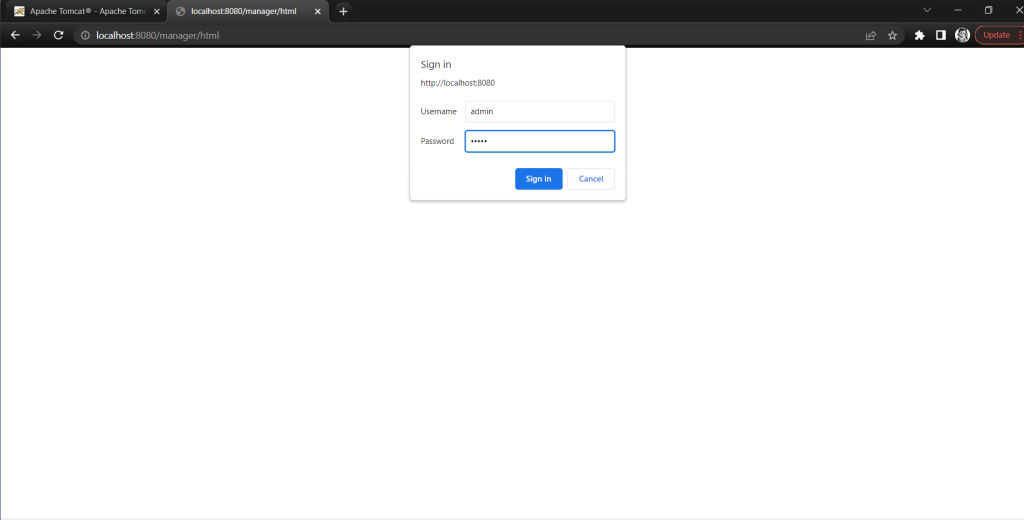 Apache Tomcat® - Apache Tomc
localhost:8080/manager/html
localhost:8080/manager/html
Update
Sign in
http://localhost:8080
Username admin
Password •••••
Sign in Cancel